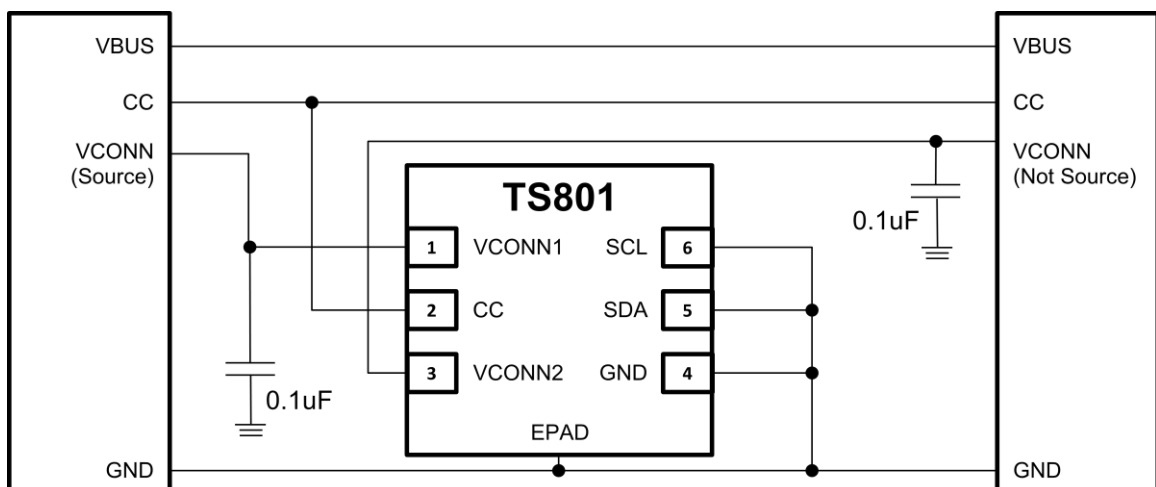 VBUS
CC
VCONN
(Source)
0.1uF
GND
TS801
1 VCONN1 SCL 6
2 CC SDA 5
3 VCONN2 GND 4
EPAD
VBUS
CC
VCONN
(Not Source)
0.1uF
GND